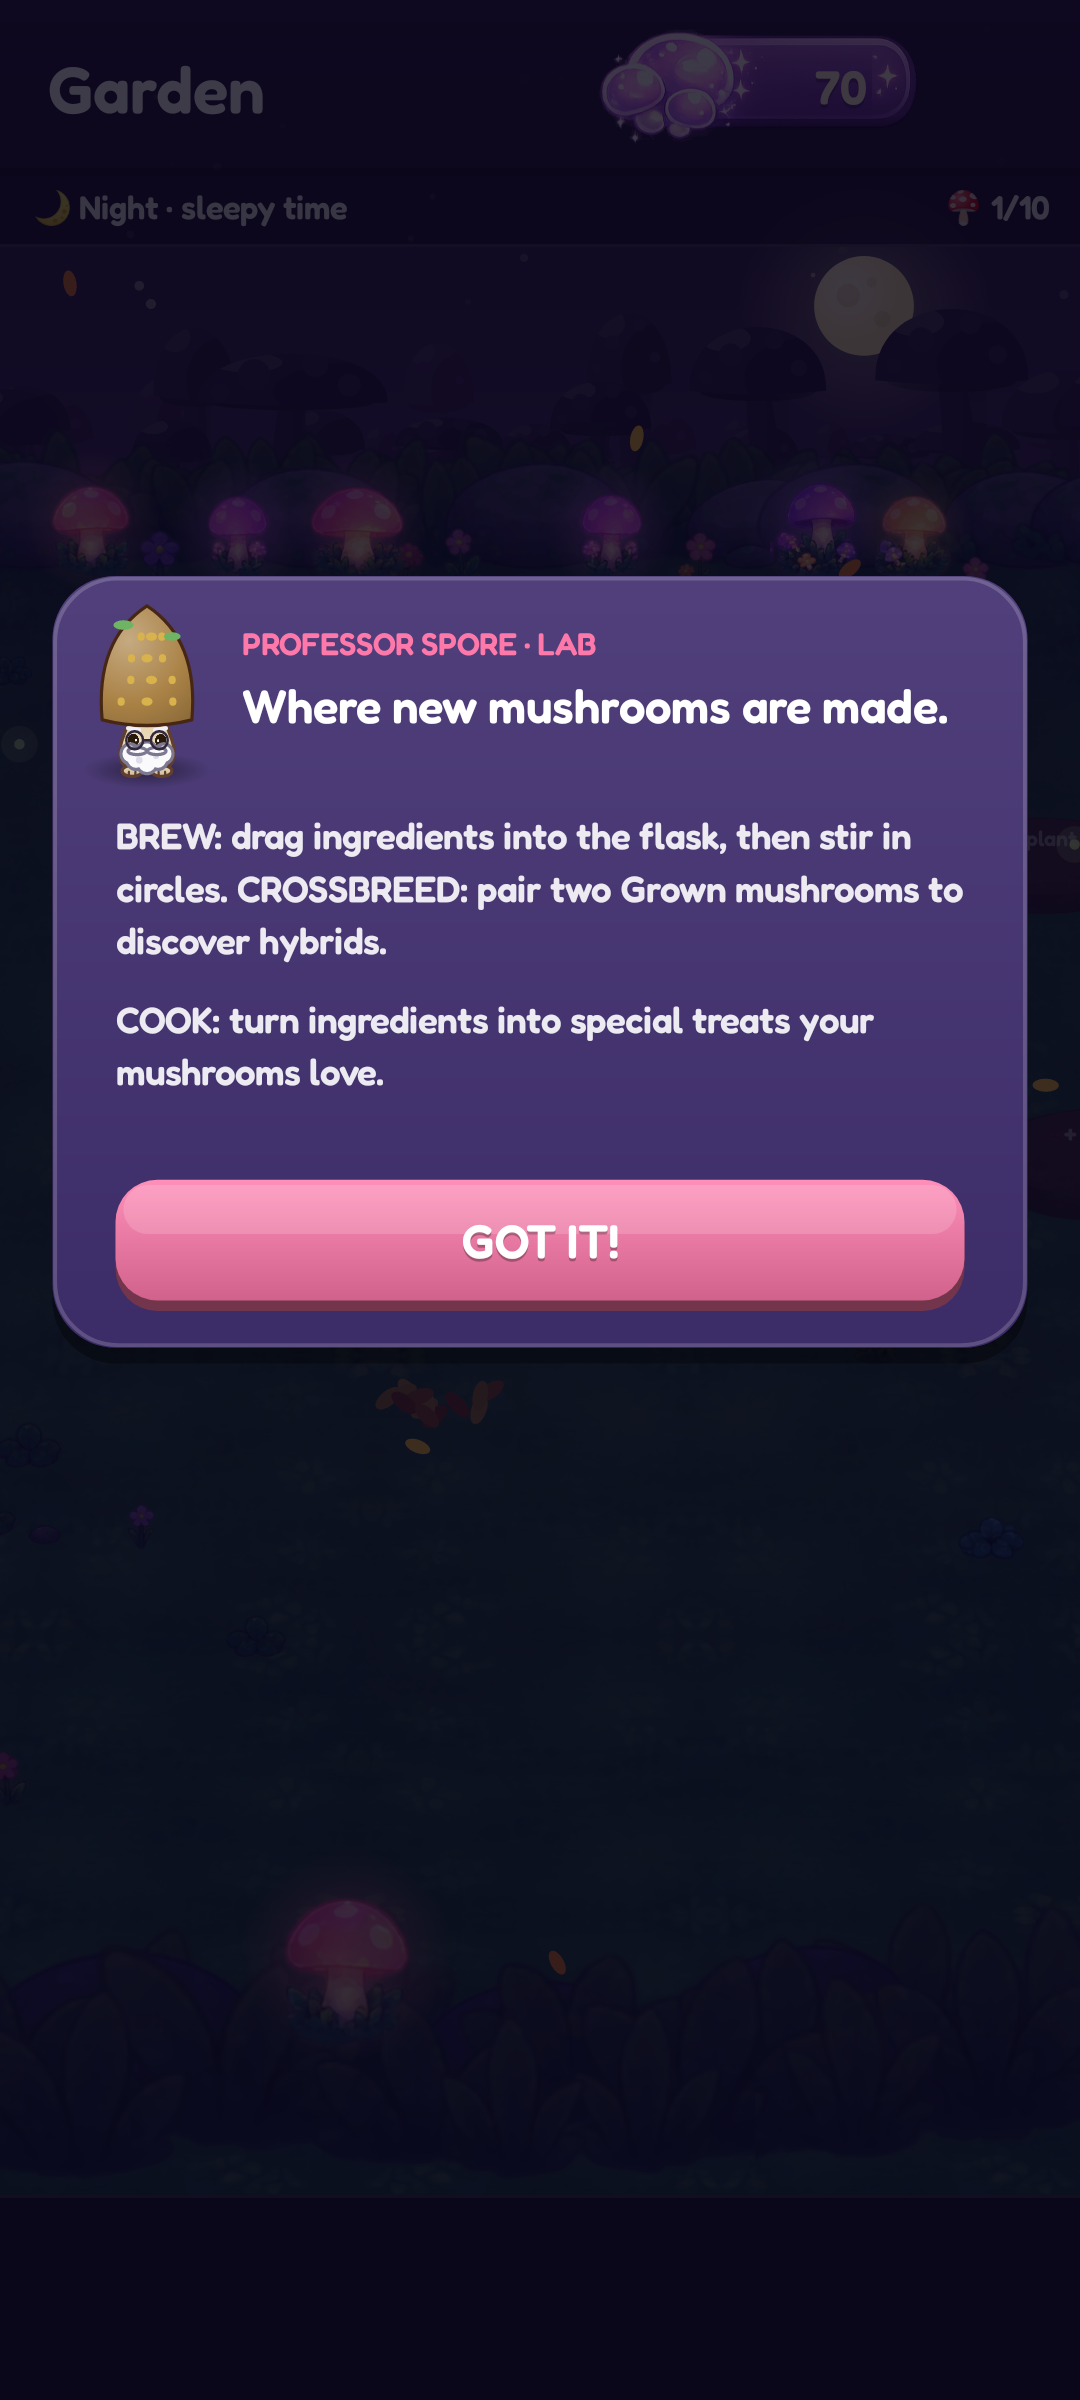 Garden
70
Night · sleepy time
1/10
PROFESSOR SPORE · LAB
Where new mushrooms are made.
BREW: drag ingredients into the flask, then stir in
circles. CROSSBREED: pair two Grown mushrooms to
discover hybrids.
COOK: turn ingredients into special treats your
mushrooms love.
GOT IT!